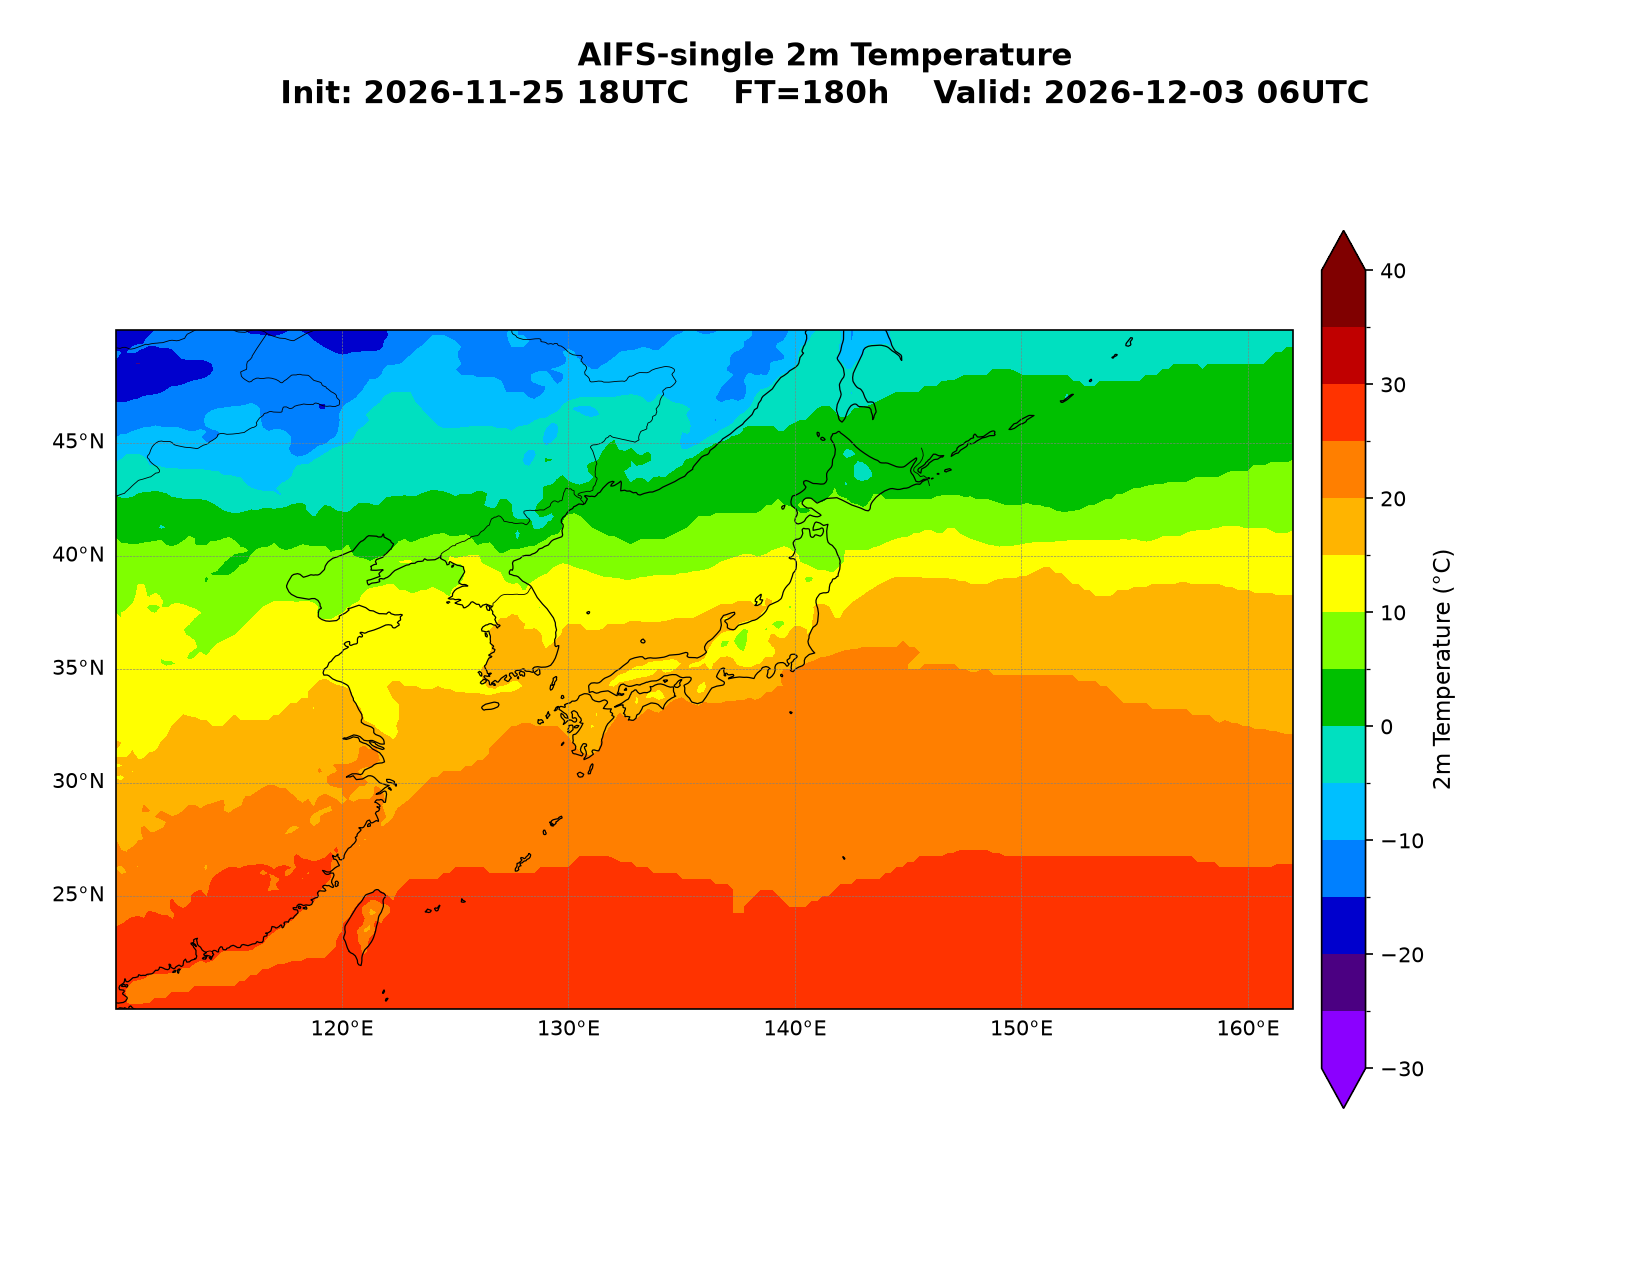 AIFS-single 2m Temperature
Init: 2026-11-25 18UTC    FT=180h    Valid: 2026-12-03 06UTC
45°N
40°N
35°N
30°N
25°N
120°E
130°E
140°E
150°E
160°E
40
30
20
10
0
−10
−20
−30
2m Temperature (°C)